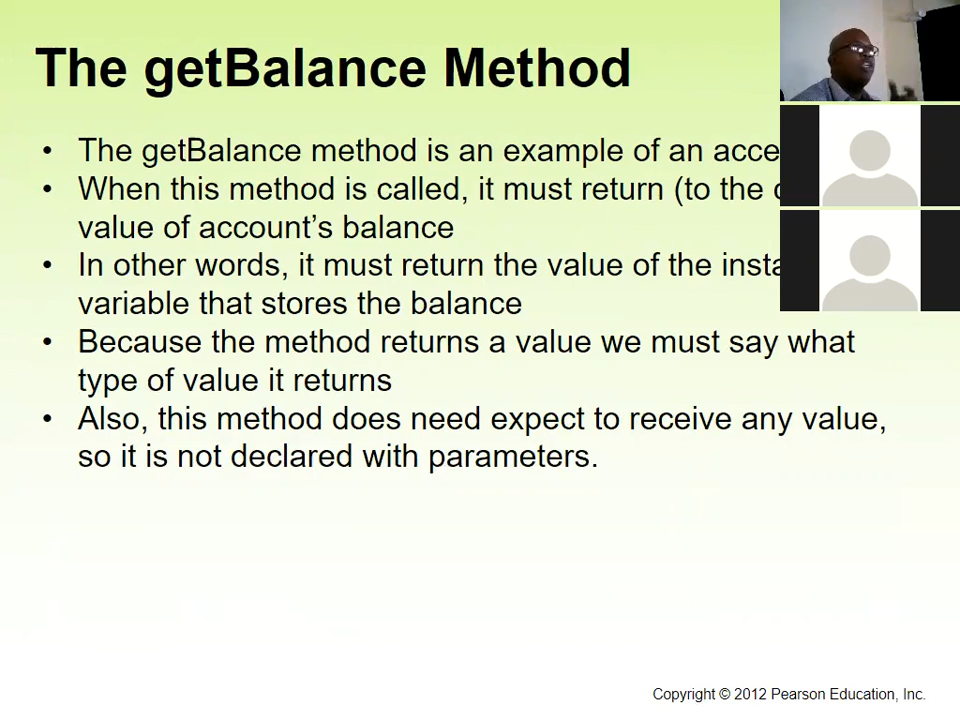 The getBalance Method
• The getBalance method is an example of an
• When this method is called, it must return (to the
value of account's balance
• In other words, it must return the value of the
variable that stores the balance
• Because the method returns a value we must say what
type of value it returns
• Also, this method does need expect to receive any value,
so it is not declared with parameters.
Copyright © 2012 Pearson Education, Inc.